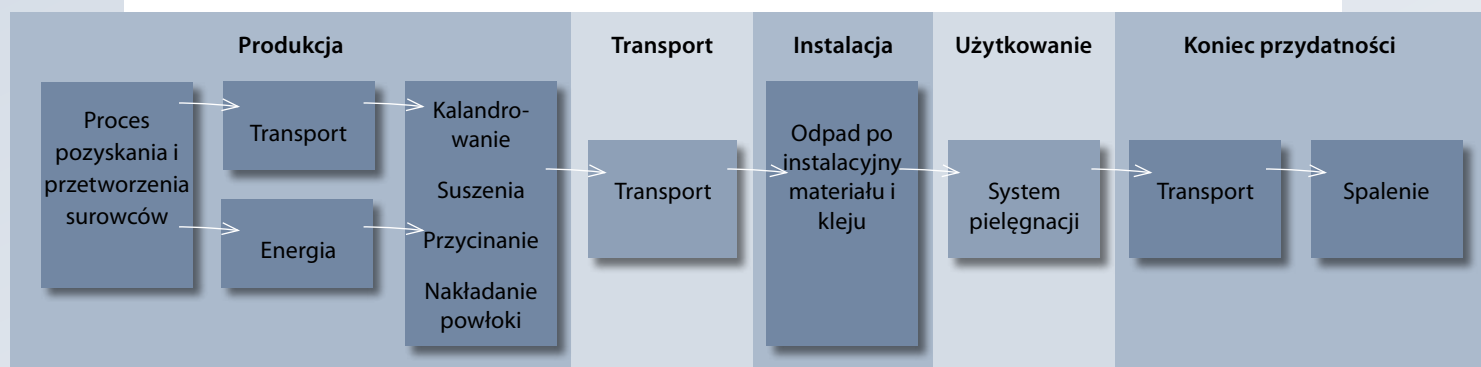 Produkcja
Transport
Instalacja
Użytkowanie
Koniec przydatności
Proces
pozyskania i
przetworzenia
surowców
Transport
Energia
Kalandro-
wanie
Suszenia
Przycinanie
Nakładanie
powłoki
Transport
Odpad po
instalacyjny
materiału i
kleju
System
pielęgnacji
Transport
Spalenie